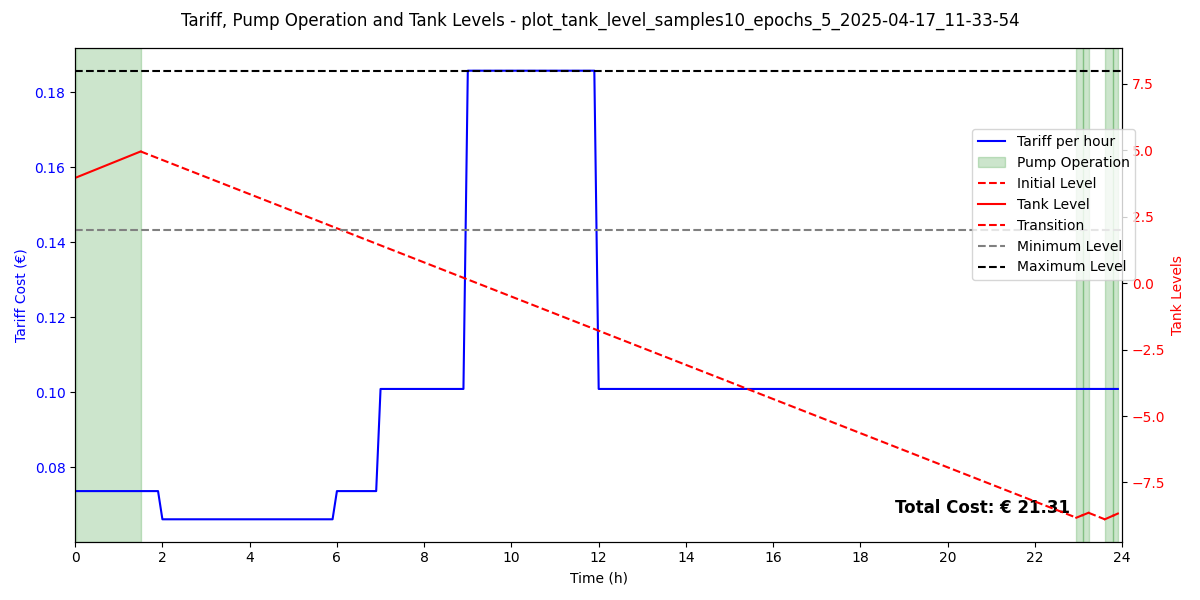 Tariff, Pump Operation and Tank Levels - plot_tank_level_samples10_epochs_5_2025-04-17_11-33-54
0.18
0.16
0.14
0.12
0.10
0.08
Tariff Cost (€)
7.5
5.0
2.5
0.0
−2.5
−5.0
−7.5
Tank Levels
Tariff per hour
Pump Operation
Initial Level
Tank Level
Transition
Minimum Level
Maximum Level
Total Cost: € 21.31
0 2 4 6 8 10 12 14 16 18 20 22 24
Time (h)